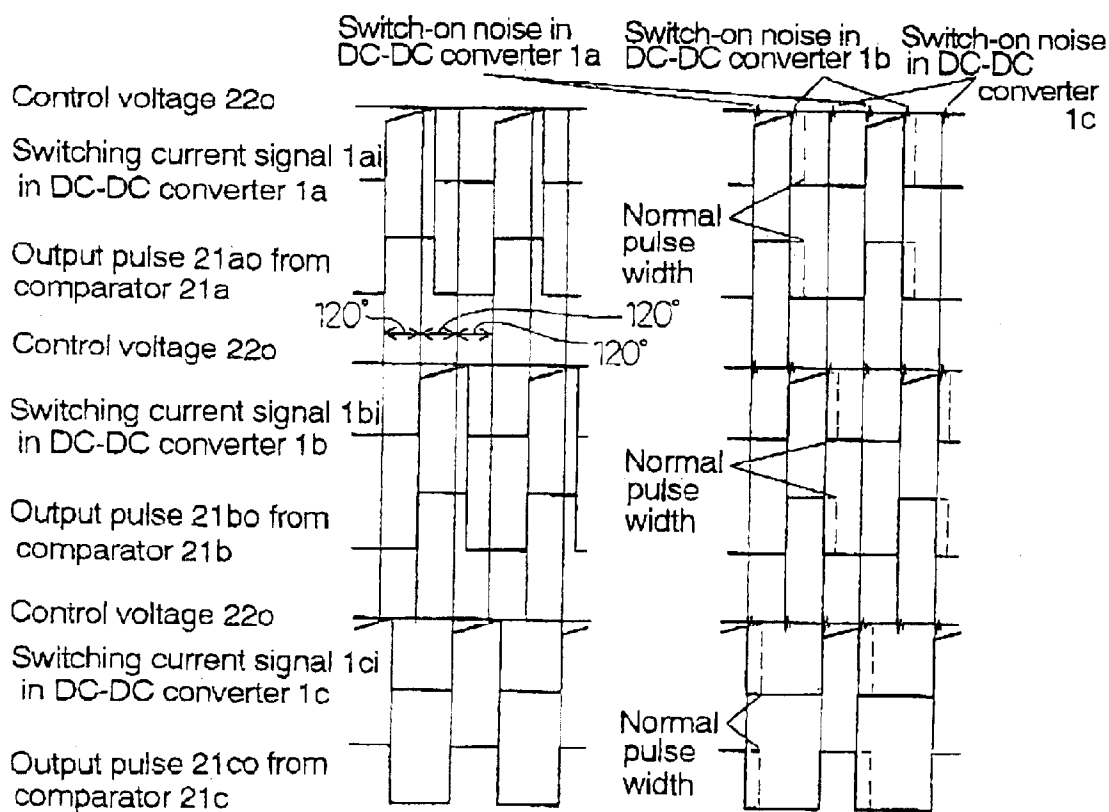 Switch-on noise in
DC-DC converter 1a
Switch-on noise in
DC-DC converter 1b
Switch-on noise
in DC-DC
converter
1c
Control voltage 22o
Switching current signal 1ai
in DC-DC converter 1a
Normal
pulse
width
Output pulse 21ao from
comparator 21a
120°
120°
120°
Control voltage 22o
Switching current signal 1bi
in DC-DC converter 1b
Normal
pulse
width
Output pulse 21bo from
comparator 21b
Control voltage 22o
Switching current signal 1ci
in DC-DC converter 1c
Normal
pulse
width
Output pulse 21co from
comparator 21c